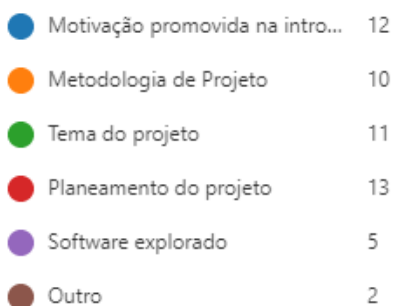 Motivação promovida na intro... 12
Metodologia de Projeto 10
Tema do projeto 11
Planeamento do projeto 13
Software explorado 5
Outro 2